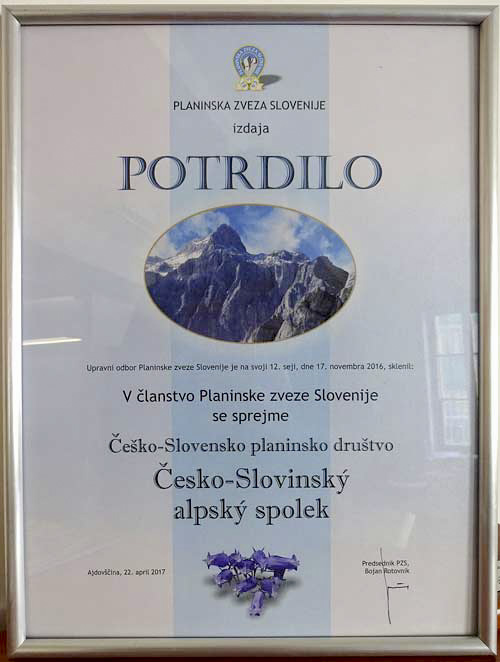 PLANINSKA ZVEZA SLOVENIJE
izdaja
POTRDILO
Upravni odbor Planinske zveze Slovenije je na svoji 12. seji, dne 17. novembra 2016, sklenil:
V članstvo Planinske zveze Slovenije
se sprejme
Češko-Slovensko planinsko društvo
Česko-Slovinský
alpský spolek
Ajdovščina, 22. april 2017
Predsednik PZS,
Bojan Rotovnik